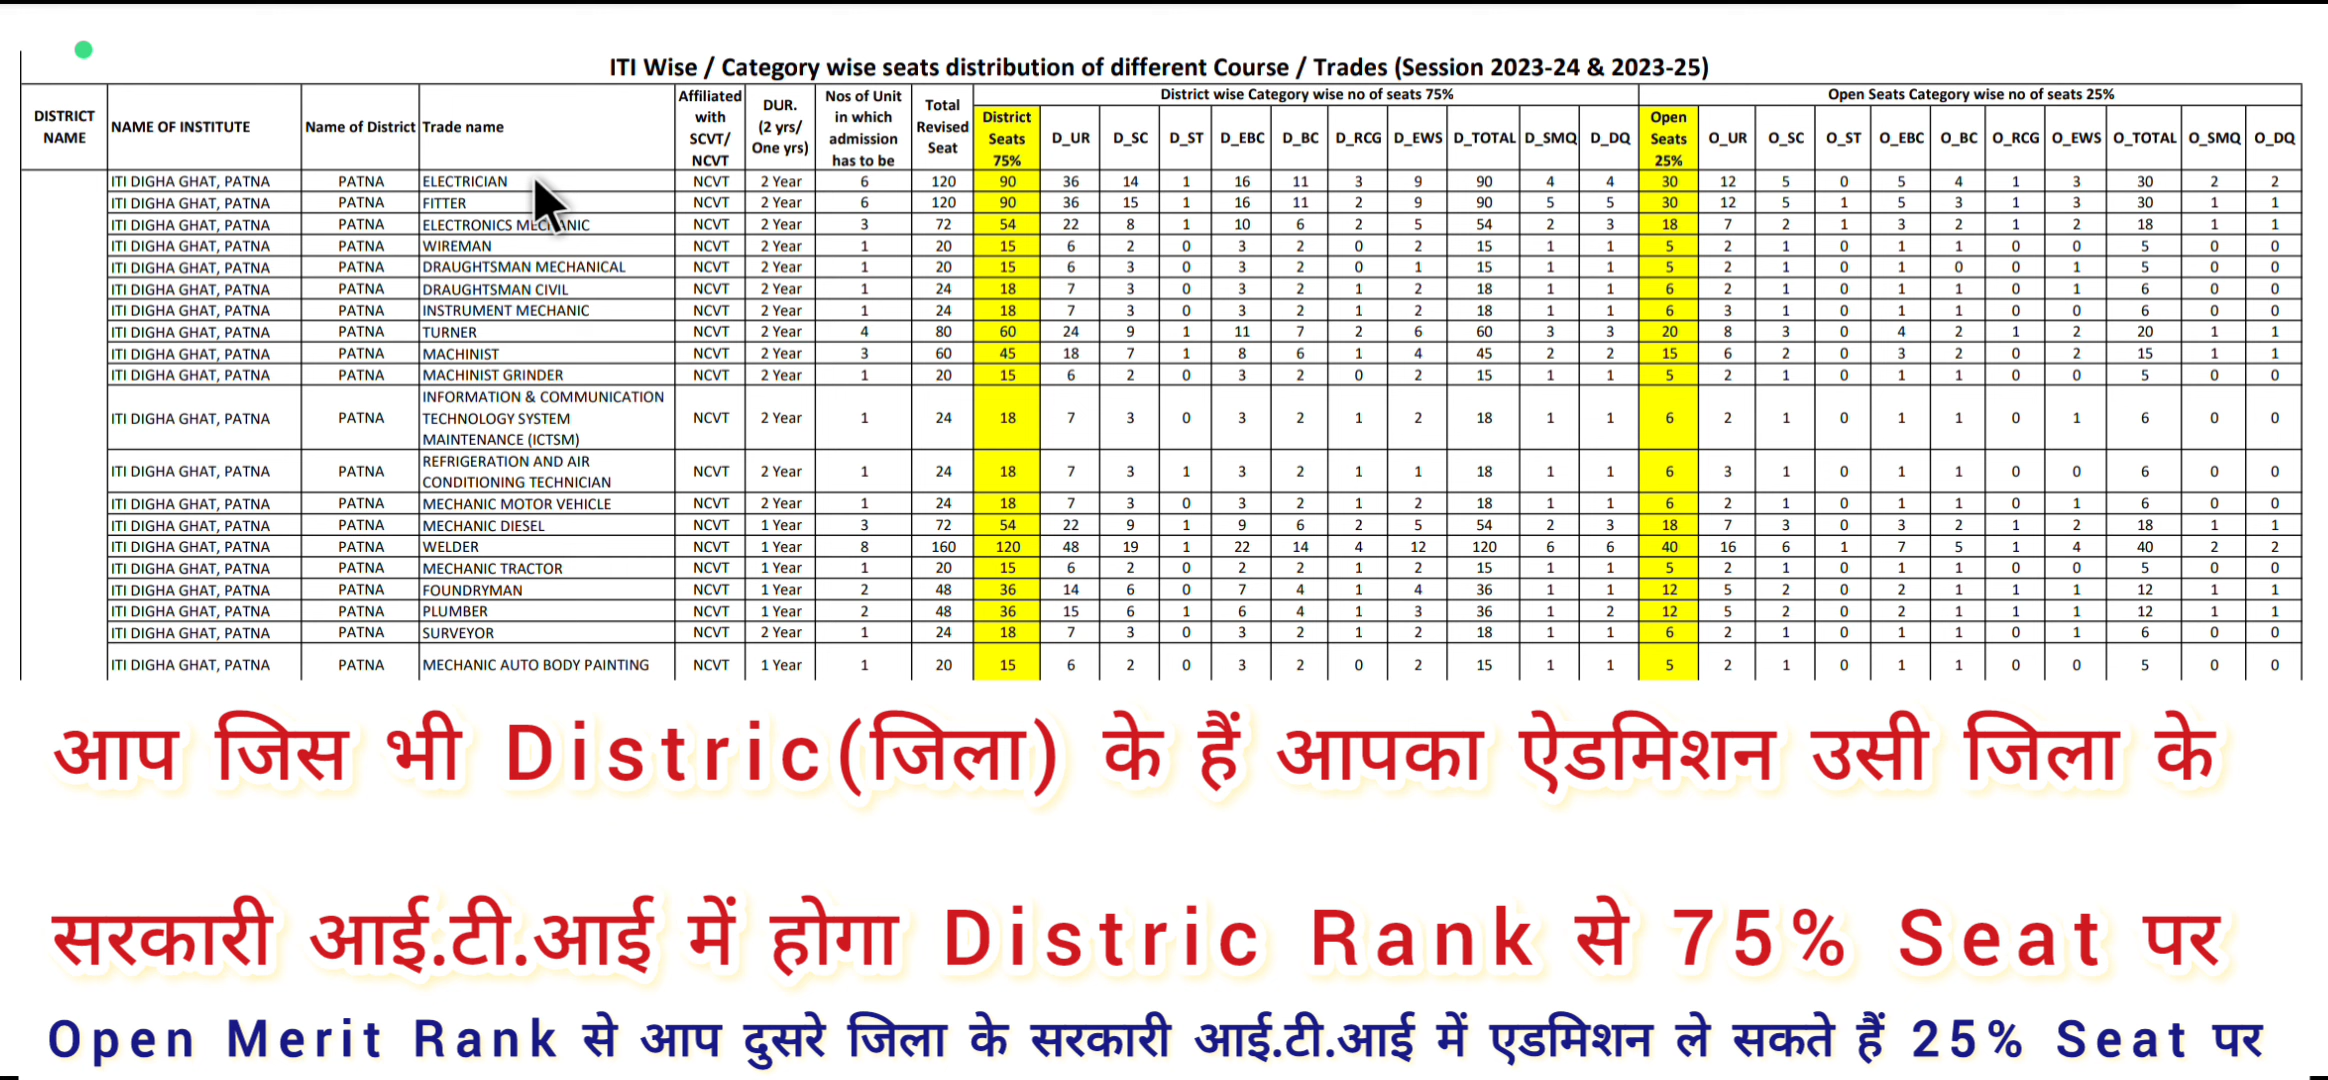 ITI Wise / Category wise seats distribution of different Course / Trades (Session 2023-24 & 2023-25)
DISTRICT NAME | NAME OF INSTITUTE | Name of District | Trade name | Affiliated with SCVT/ NCVT | DUR. (2 yrs/ One yrs) | Nos of Unit in which admission has to be | Total Revised Seat | District wise Category wise no of seats 75% | Open Seats Category wise no of seats 25%
District Seats 75% | D_UR | D_SC | D_ST | D_EBC | D_BC | D_RCG | D_EWS | D_TOTAL | D_SMQ | D_DQ | Open Seats 25% | O_UR | O_SC | O_ST | O_EBC | O_BC | O_RCG | O_EWS | O_TOTAL | O_SMQ | O_DQ
ITI DIGHA GHAT, PATNA | PATNA | ELECTRICIAN | NCVT | 2 Year | 6 | 120 | 90 | 36 | 14 | 1 | 16 | 11 | 3 | 9 | 90 | 4 | 4 | 30 | 12 | 5 | 0 | 5 | 4 | 1 | 3 | 30 | 2 | 2
ITI DIGHA GHAT, PATNA | PATNA | FITTER | NCVT | 2 Year | 6 | 120 | 90 | 36 | 15 | 1 | 16 | 11 | 2 | 9 | 90 | 5 | 5 | 30 | 12 | 5 | 1 | 5 | 3 | 1 | 3 | 30 | 1 | 1
ITI DIGHA GHAT, PATNA | PATNA | ELECTRONICS MECHANIC | NCVT | 2 Year | 3 | 72 | 54 | 22 | 8 | 1 | 10 | 6 | 2 | 5 | 54 | 2 | 3 | 18 | 7 | 2 | 1 | 3 | 2 | 1 | 2 | 18 | 1 | 1
ITI DIGHA GHAT, PATNA | PATNA | WIREMAN | NCVT | 2 Year | 1 | 20 | 15 | 6 | 2 | 0 | 3 | 2 | 0 | 2 | 15 | 1 | 1 | 5 | 2 | 1 | 0 | 1 | 1 | 0 | 0 | 5 | 0 | 0
ITI DIGHA GHAT, PATNA | PATNA | DRAUGHTSMAN MECHANICAL | NCVT | 2 Year | 1 | 20 | 15 | 6 | 3 | 0 | 3 | 2 | 0 | 1 | 15 | 1 | 1 | 5 | 2 | 1 | 0 | 1 | 0 | 0 | 1 | 5 | 0 | 0
ITI DIGHA GHAT, PATNA | PATNA | DRAUGHTSMAN CIVIL | NCVT | 2 Year | 1 | 24 | 18 | 7 | 3 | 0 | 3 | 2 | 1 | 2 | 18 | 1 | 1 | 6 | 2 | 1 | 0 | 1 | 1 | 0 | 1 | 6 | 0 | 0
ITI DIGHA GHAT, PATNA | PATNA | INSTRUMENT MECHANIC | NCVT | 2 Year | 1 | 24 | 18 | 7 | 3 | 0 | 3 | 2 | 1 | 2 | 18 | 1 | 1 | 6 | 3 | 1 | 0 | 1 | 1 | 0 | 0 | 6 | 0 | 0
ITI DIGHA GHAT, PATNA | PATNA | TURNER | NCVT | 2 Year | 4 | 80 | 60 | 24 | 9 | 1 | 11 | 7 | 2 | 6 | 60 | 3 | 3 | 20 | 8 | 3 | 0 | 4 | 2 | 1 | 2 | 20 | 1 | 1
ITI DIGHA GHAT, PATNA | PATNA | MACHINIST | NCVT | 2 Year | 3 | 60 | 45 | 18 | 7 | 1 | 8 | 6 | 1 | 4 | 45 | 2 | 2 | 15 | 6 | 2 | 0 | 3 | 2 | 0 | 2 | 15 | 1 | 1
ITI DIGHA GHAT, PATNA | PATNA | MACHINIST GRINDER | NCVT | 2 Year | 1 | 20 | 15 | 6 | 2 | 0 | 3 | 2 | 0 | 2 | 15 | 1 | 1 | 5 | 2 | 1 | 0 | 1 | 1 | 0 | 0 | 5 | 0 | 0
ITI DIGHA GHAT, PATNA | PATNA | INFORMATION & COMMUNICATION TECHNOLOGY SYSTEM MAINTENANCE (ICTSM) | NCVT | 2 Year | 1 | 24 | 18 | 7 | 3 | 0 | 3 | 2 | 1 | 2 | 18 | 1 | 1 | 6 | 2 | 1 | 0 | 1 | 1 | 0 | 1 | 6 | 0 | 0
ITI DIGHA GHAT, PATNA | PATNA | REFRIGERATION AND AIR CONDITIONING TECHNICIAN | NCVT | 2 Year | 1 | 24 | 18 | 7 | 3 | 1 | 3 | 2 | 1 | 1 | 18 | 1 | 1 | 6 | 3 | 1 | 0 | 1 | 1 | 0 | 0 | 6 | 0 | 0
ITI DIGHA GHAT, PATNA | PATNA | MECHANIC MOTOR VEHICLE | NCVT | 2 Year | 1 | 24 | 18 | 7 | 3 | 0 | 3 | 2 | 1 | 2 | 18 | 1 | 1 | 6 | 2 | 1 | 0 | 1 | 1 | 0 | 1 | 6 | 0 | 0
ITI DIGHA GHAT, PATNA | PATNA | MECHANIC DIESEL | NCVT | 1 Year | 3 | 72 | 54 | 22 | 9 | 1 | 9 | 6 | 2 | 5 | 54 | 2 | 3 | 18 | 7 | 3 | 0 | 3 | 2 | 1 | 2 | 18 | 1 | 1
ITI DIGHA GHAT, PATNA | PATNA | WELDER | NCVT | 1 Year | 8 | 160 | 120 | 48 | 19 | 1 | 22 | 14 | 4 | 12 | 120 | 6 | 6 | 40 | 16 | 6 | 1 | 7 | 5 | 1 | 4 | 40 | 2 | 2
ITI DIGHA GHAT, PATNA | PATNA | MECHANIC TRACTOR | NCVT | 1 Year | 1 | 20 | 15 | 6 | 2 | 0 | 2 | 2 | 1 | 2 | 15 | 1 | 1 | 5 | 2 | 1 | 0 | 1 | 1 | 0 | 0 | 5 | 0 | 0
ITI DIGHA GHAT, PATNA | PATNA | FOUNDRYMAN | NCVT | 1 Year | 2 | 48 | 36 | 14 | 6 | 0 | 7 | 4 | 1 | 4 | 36 | 1 | 1 | 12 | 5 | 2 | 0 | 2 | 1 | 1 | 1 | 12 | 1 | 1
ITI DIGHA GHAT, PATNA | PATNA | PLUMBER | NCVT | 1 Year | 2 | 48 | 36 | 15 | 6 | 1 | 6 | 4 | 1 | 3 | 36 | 1 | 2 | 12 | 5 | 2 | 0 | 2 | 1 | 1 | 1 | 12 | 1 | 1
ITI DIGHA GHAT, PATNA | PATNA | SURVEYOR | NCVT | 2 Year | 1 | 24 | 18 | 7 | 3 | 0 | 3 | 2 | 1 | 2 | 18 | 1 | 1 | 6 | 2 | 1 | 0 | 1 | 1 | 0 | 1 | 6 | 0 | 0
ITI DIGHA GHAT, PATNA | PATNA | MECHANIC AUTO BODY PAINTING | NCVT | 1 Year | 1 | 20 | 15 | 6 | 2 | 0 | 3 | 2 | 0 | 2 | 15 | 1 | 1 | 5 | 2 | 1 | 0 | 1 | 1 | 0 | 0 | 5 | 0 | 0
आप जिस भी Distric(जिला) के हैं आपका ऐडमिशन उसी जिला के
सरकारी आई.टी.आई में होगा Distric Rank से 75% Seat पर
Open Merit Rank से आप दुसरे जिला के सरकारी आई.टी.आई में एडमिशन ले सकते हैं 25% Seat पर